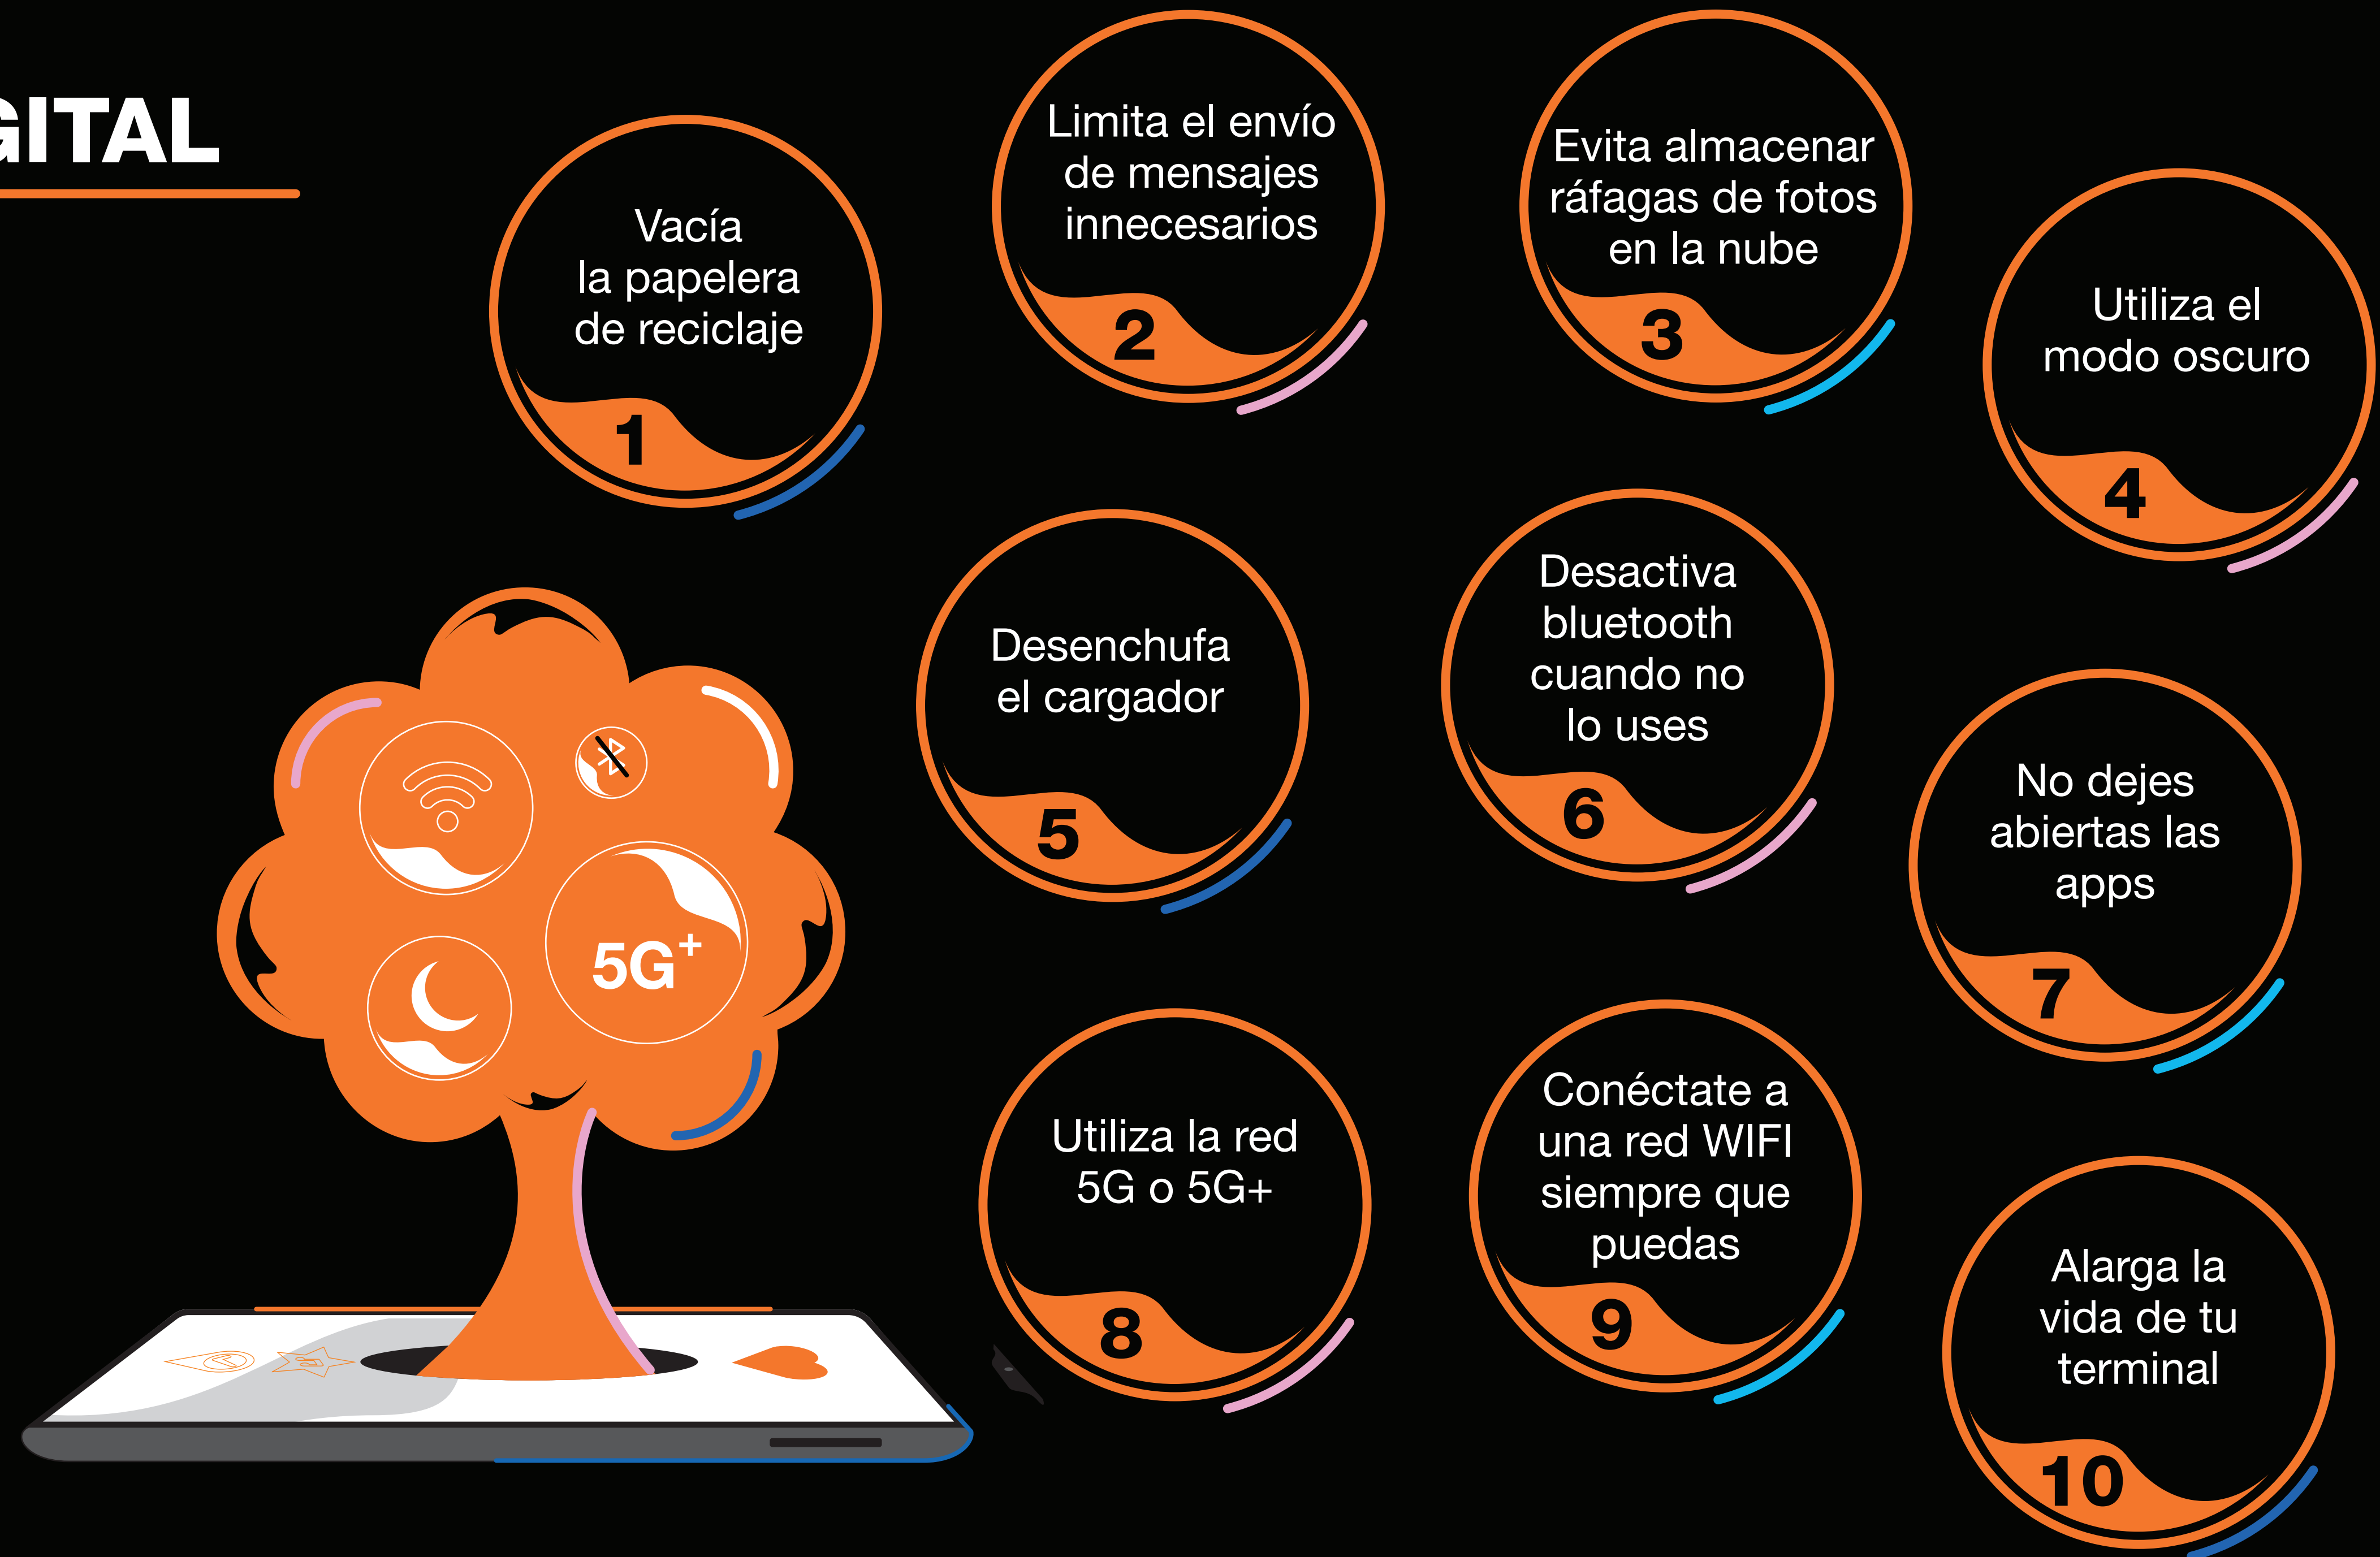 GITAL
Vacía
la papelera
de reciclaje
1
Limita el envío
de mensajes
innecesarios
2
Evita almacenar
ráfagas de fotos
en la nube
3
Utiliza el
modo oscuro
4
Desenchufa
el cargador
5
Desactiva
bluetooth
cuando no
lo uses
6
No dejes
abiertas las
apps
7
Utiliza la red
5G o 5G+
8
Conéctate a
una red WIFI
siempre que
puedas
9
Alarga la
vida de tu
terminal
10
5G+